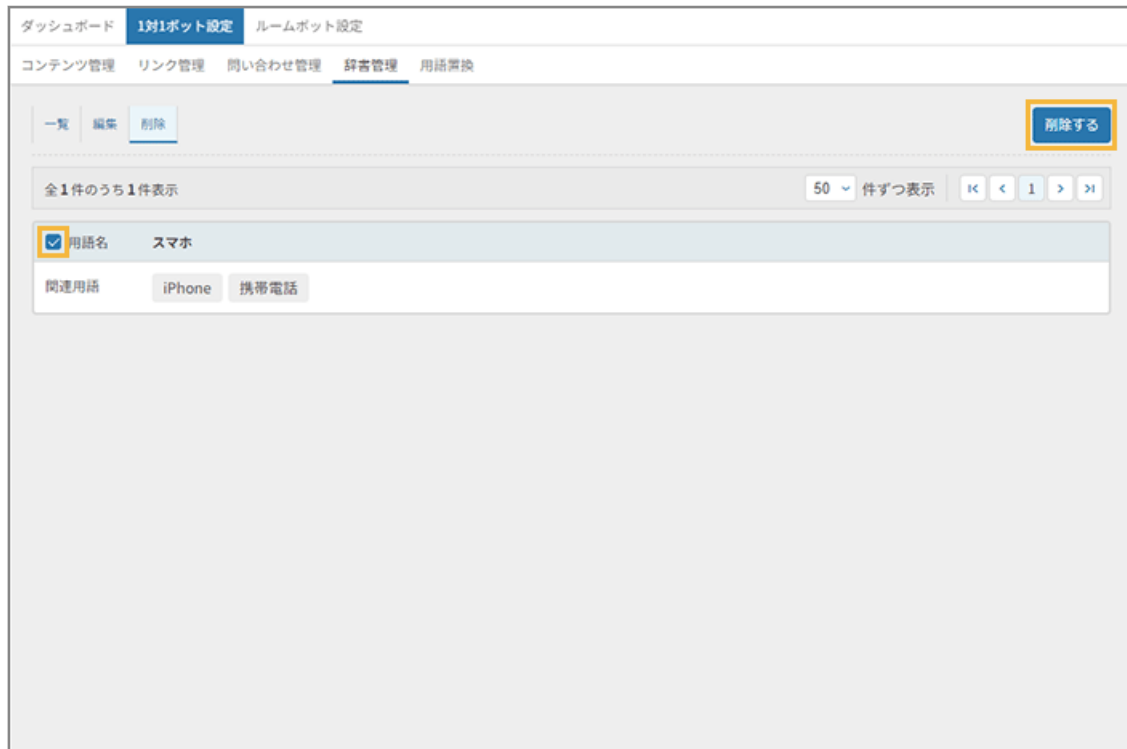 ダッシュボード 1対1ボット設定 ルームボット設定
コンテンツ管理 リンク管理 問い合わせ管理 辞書管理 用語置換
一覧 編集 削除 削除する
全1件のうち1件表示 50 件ずつ表示 1
用語名 スマホ
関連用語 iPhone 携帯電話